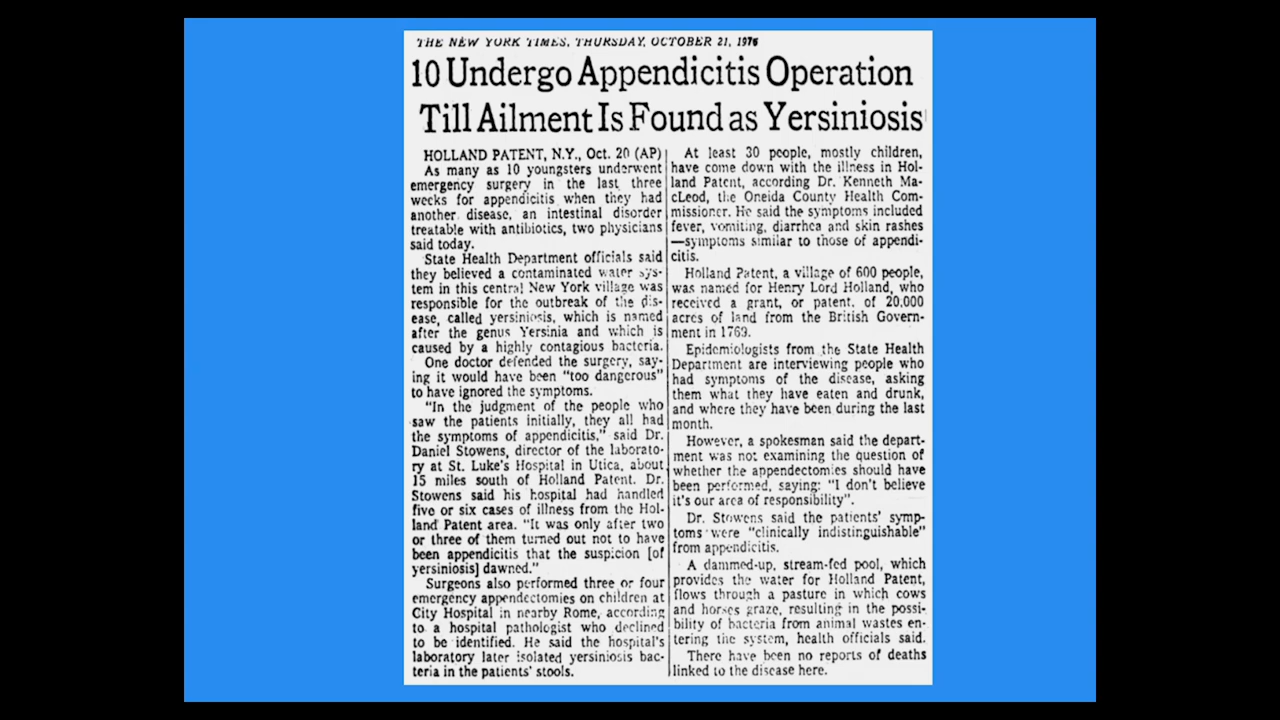 THE NEW YORK TIMES, THURSDAY, OCTOBER 21, 1976
10 Undergo Appendicitis Operation
Till Ailment Is Found as Yersiniosis
HOLLAND PATENT, N.Y., Oct. 20 (AP)
As many as 10 youngsters underwent
emergency surgery in the last three
weeks for appendicitis when they had
another disease, an intestinal disorder
treatable with antibiotics, two physicians
said today.
State Health Department officials said
they believed a contaminated water sys-
tem in this central New York village was
responsible for the outbreak of the dis-
ease, called yersiniosis, which is named
after the genus Yersinia and which is
caused by a highly contagious bacteria.
One doctor defended the surgery, say-
ing it would have been "too dangerous"
to have ignored the symptoms.
"In the judgment of the people who
saw the patients initially, they all had
the symptoms of appendicitis," said Dr.
Daniel Stowens, director of the laborato-
ry at St. Luke's Hospital in Utica, about
15 miles south of Holland Patent. Dr.
Stowens said his hospital had handled
five or six cases of illness from the Hol-
land Patent area. "It was only after two
or three of them turned out not to have
been appendicitis that the suspicion [of
yersiniosis] dawned."
Surgeons also performed three or four
emergency appendectomies on children at
City Hospital in nearby Rome, according
to a hospital pathologist who declined
to be identified. He said the hospital's
laboratory later isolated yersiniosis bac-
teria in the patients' stools.
At least 30 people, mostly children,
have come down with the illness in Hol-
land Patent, according Dr. Kenneth Ma-
cLeod, the Oneida County Health Com-
missioner. He said the symptoms included
fever, vomiting, diarrhea and skin rashes
—symptoms similar to those of appendi-
citis.
Holland Patent, a village of 600 people,
was named for Henry Lord Holland, who
received a grant, or patent, of 20,000
acres of land from the British Govern-
ment in 1769.
Epidemiologists from the State Health
Department are interviewing people who
had symptoms of the disease, asking
them what they have eaten and drunk,
and where they have been during the last
month.
However, a spokesman said the depart-
ment was not examining the question of
whether the appendectomies should have
been performed, saying: "I don't believe
it's our area of responsibility".
Dr. Stowens said the patients' symp-
toms were "clinically indistinguishable"
from appendicitis.
A dammed-up, stream-fed pool, which
provides the water for Holland Patent,
flows through a pasture in which cows
and horses graze, resulting in the possi-
bility of bacteria from animal wastes en-
tering the system, health officials said.
There have been no reports of deaths
linked to the disease here.